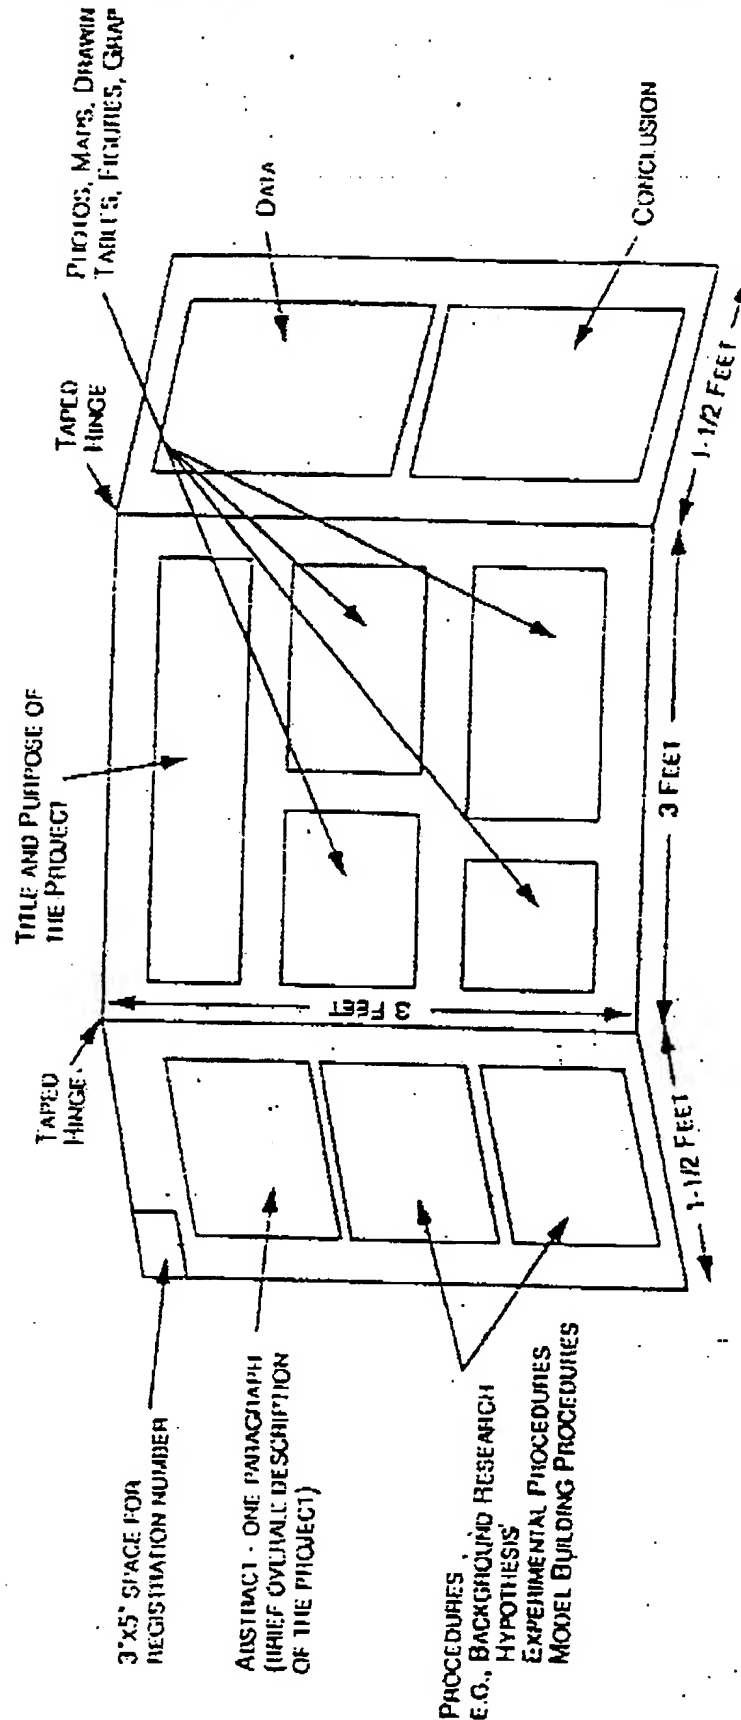 3"X5" SPACE FOR
REGISTRATION NUMBER
ABSTRACT - ONE PARAGRAPH
(BRIEF OVERALL DESCRIPTION
OF THE PROJECT)
PROCEDURES
E.G., BACKGROUND RESEARCH
HYPOTHESIS
EXPERIMENTAL PROCEDURES
MODEL BUILDING PROCEDURES
TAPED
HINGE
TITLE AND PURPOSE OF
THE PROJECT
TAPED
HINGE
PHOTOS, MAPS, DRAWIN
TABLES, FIGURES, GRAP
DATA
CONCLUSION
3 FEET
1-1/2 FEET
3 FEET
1-1/2 FEET